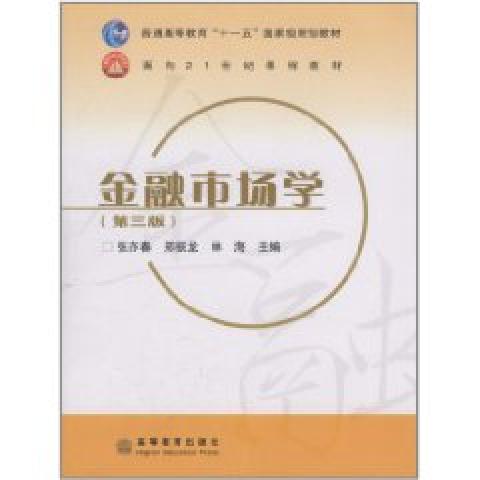 普通高等教育“十一五”国家级规划教材
面向21世纪课程教材
金融市场学
（第三版）
□张亦春 郑振龙 林 海 主编
高等教育出版社
Higher Education Press
金融